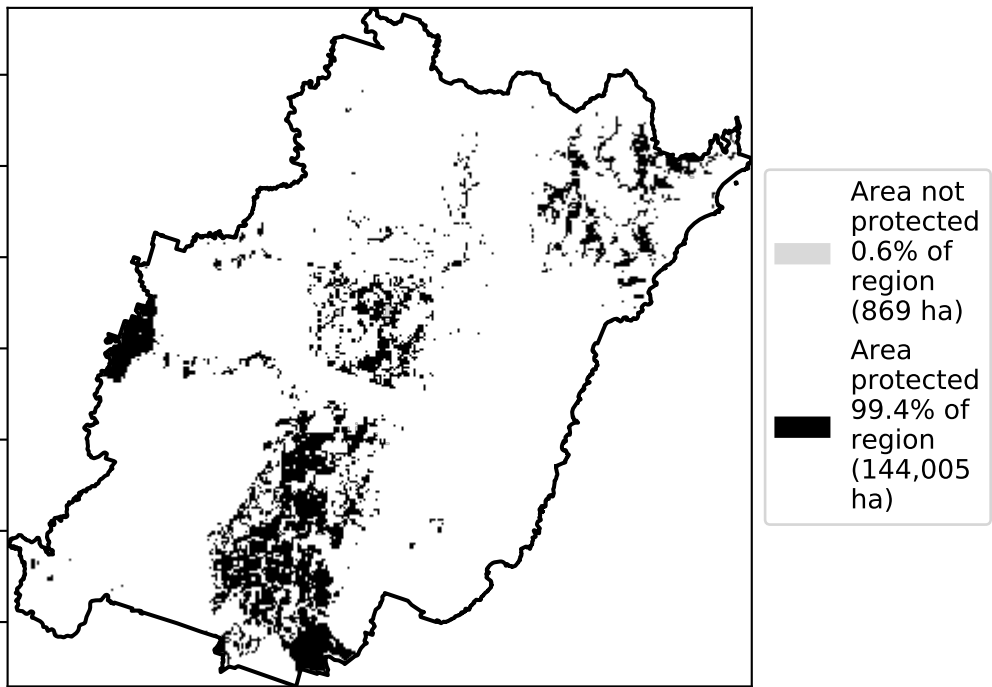 Area not
protected
0.6% of
region
(869 ha)
Area
protected
99.4% of
region
(144,005
ha)